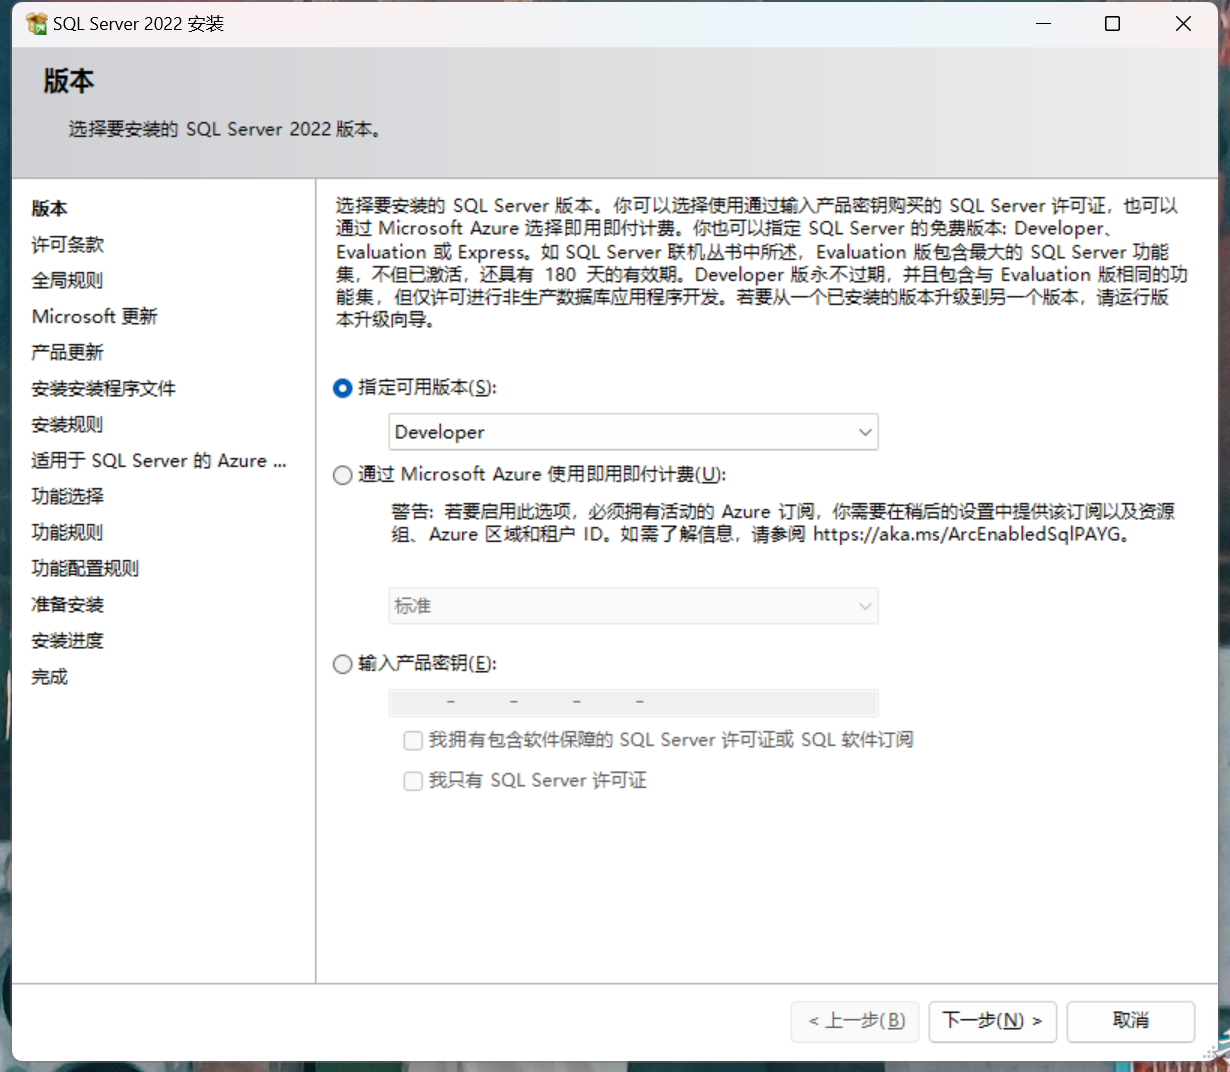 SQL Server 2022 安装
版本
选择要安装的 SQL Server 2022 版本。
版本
许可条款
全局规则
Microsoft 更新
产品更新
安装安装程序文件
安装规则
适用于 SQL Server 的 Azure ...
功能选择
功能规则
功能配置规则
准备安装
安装进度
完成
选择要安装的 SQL Server 版本。你可以选择使用通过输入产品密钥购买的 SQL Server 许可证，也可以
通过 Microsoft Azure 选择即用即付计费。你也可以指定 SQL Server 的免费版本: Developer、
Evaluation 或 Express。如 SQL Server 联机丛书中所述，Evaluation 版包含最大的 SQL Server 功能
集，不但已激活，还具有 180 天的有效期。Developer 版永不过期，并且包含与 Evaluation 版相同的功
能集，但仅许可进行非生产数据库应用程序开发。若要从一个已安装的版本升级到另一个版本，请运行版
本升级向导。
指定可用版本(S):
Developer
通过 Microsoft Azure 使用即用即付计费(U):
警告: 若要启用此选项，必须拥有活动的 Azure 订阅，你需要在稍后的设置中提供该订阅以及资源
组、Azure 区域和租户 ID。如需了解信息，请参阅 https://aka.ms/ArcEnabledSqlPAYG。
标准
输入产品密钥(E):
- - - -
我拥有包含软件保障的 SQL Server 许可证或 SQL 软件订阅
我只有 SQL Server 许可证
< 上一步(B)
下一步(N) >
取消